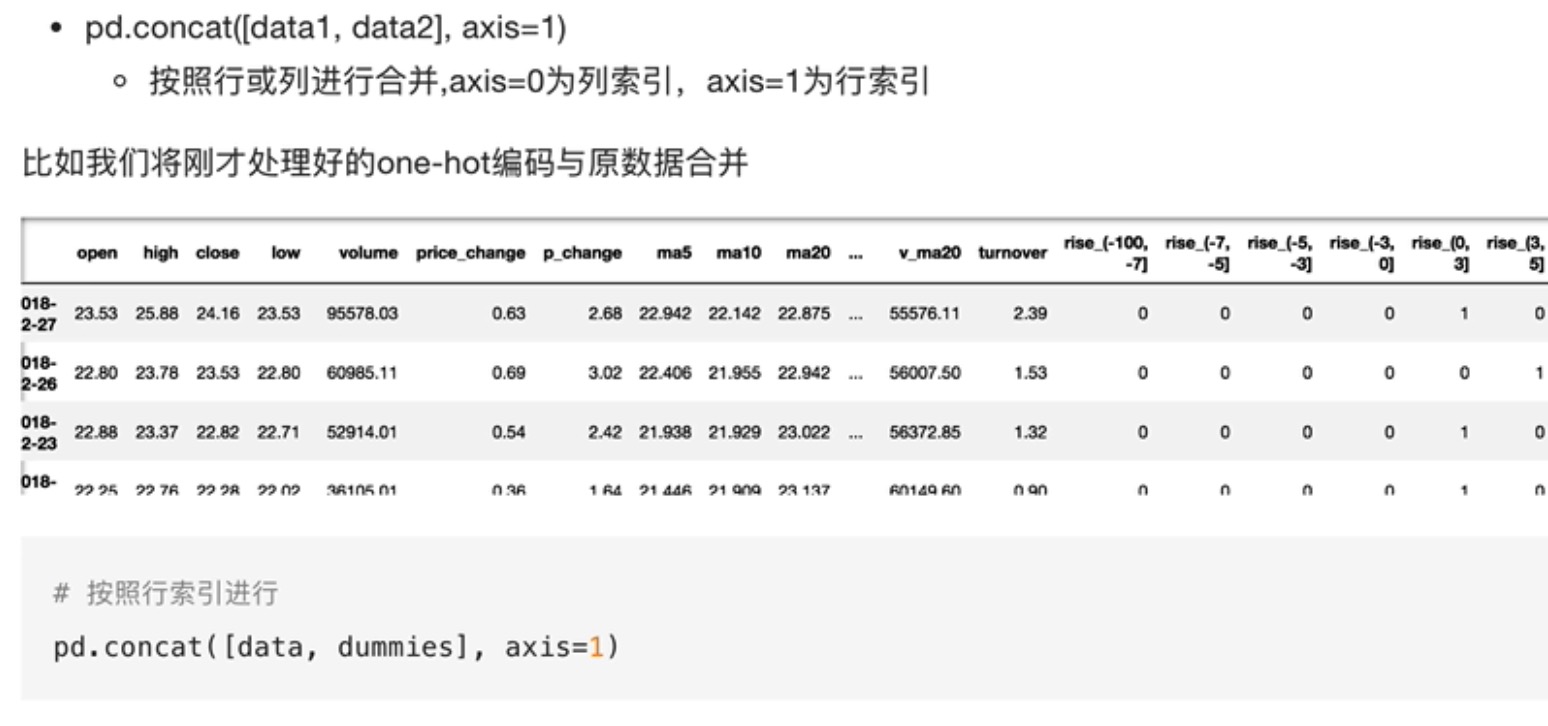 pd.concat([data1, data2], axis=1)
按照行或列进行合并,axis=0为列索引，axis=1为行索引
比如我们将刚才处理好的one-hot编码与原数据合并
open high close low volume price_change p_change ma5 ma10 ma20 ... v_ma20 turnover rise_(-100, -7] rise_(-7, -5] rise_(-5, -3] rise_(-3, 0] rise_(0, 3] rise_(3, 5]
018-2-27 23.53 25.88 24.16 23.53 95578.03 0.63 2.68 22.942 22.142 22.875 ... 55576.11 2.39 0 0 0 0 1 0
018-2-26 22.80 23.78 23.53 22.80 60985.11 0.69 3.02 22.406 21.955 22.942 ... 56007.50 1.53 0 0 0 0 0 1
018-2-23 22.88 23.37 22.82 22.71 52914.01 0.54 2.42 21.938 21.929 23.022 ... 56372.85 1.32 0 0 0 0 1 0
018- 22.25 22.76 22.28 22.02 36105.01 0.36 1.64 21.446 21.909 23.137 60149.60 0.90 0 0 0 0 1 0
# 按照行索引进行
pd.concat([data, dummies], axis=1)